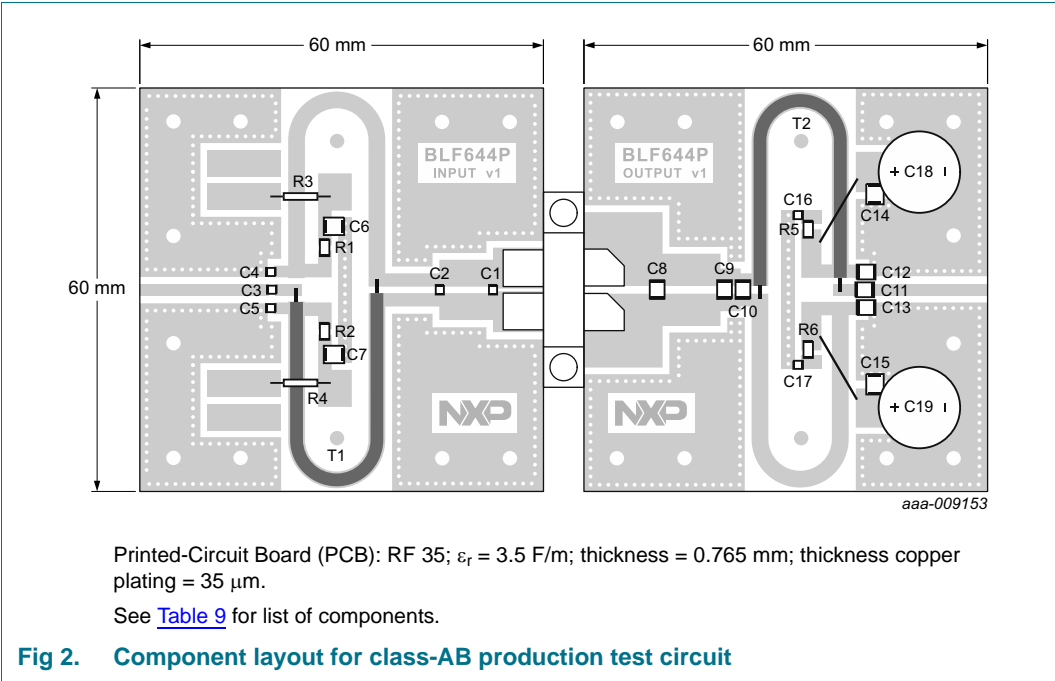 60 mm
60 mm
60 mm
T2
BLF644P
INPUT v1
BLF644P
OUTPUT v1
R3
+ C18 -
C14
C16
R5
C6
R1
C4
C3
C5
C2
C1
C8
C9
C10
C12
C11
C13
R2
C7
R4
R6
C17
C15
+ C19 -
NXP
NXP
T1
aaa-009153
Printed-Circuit Board (PCB): RF 35; εr = 3.5 F/m; thickness = 0.765 mm; thickness copper
plating = 35 μm.
See Table 9 for list of components.
Fig 2. Component layout for class-AB production test circuit